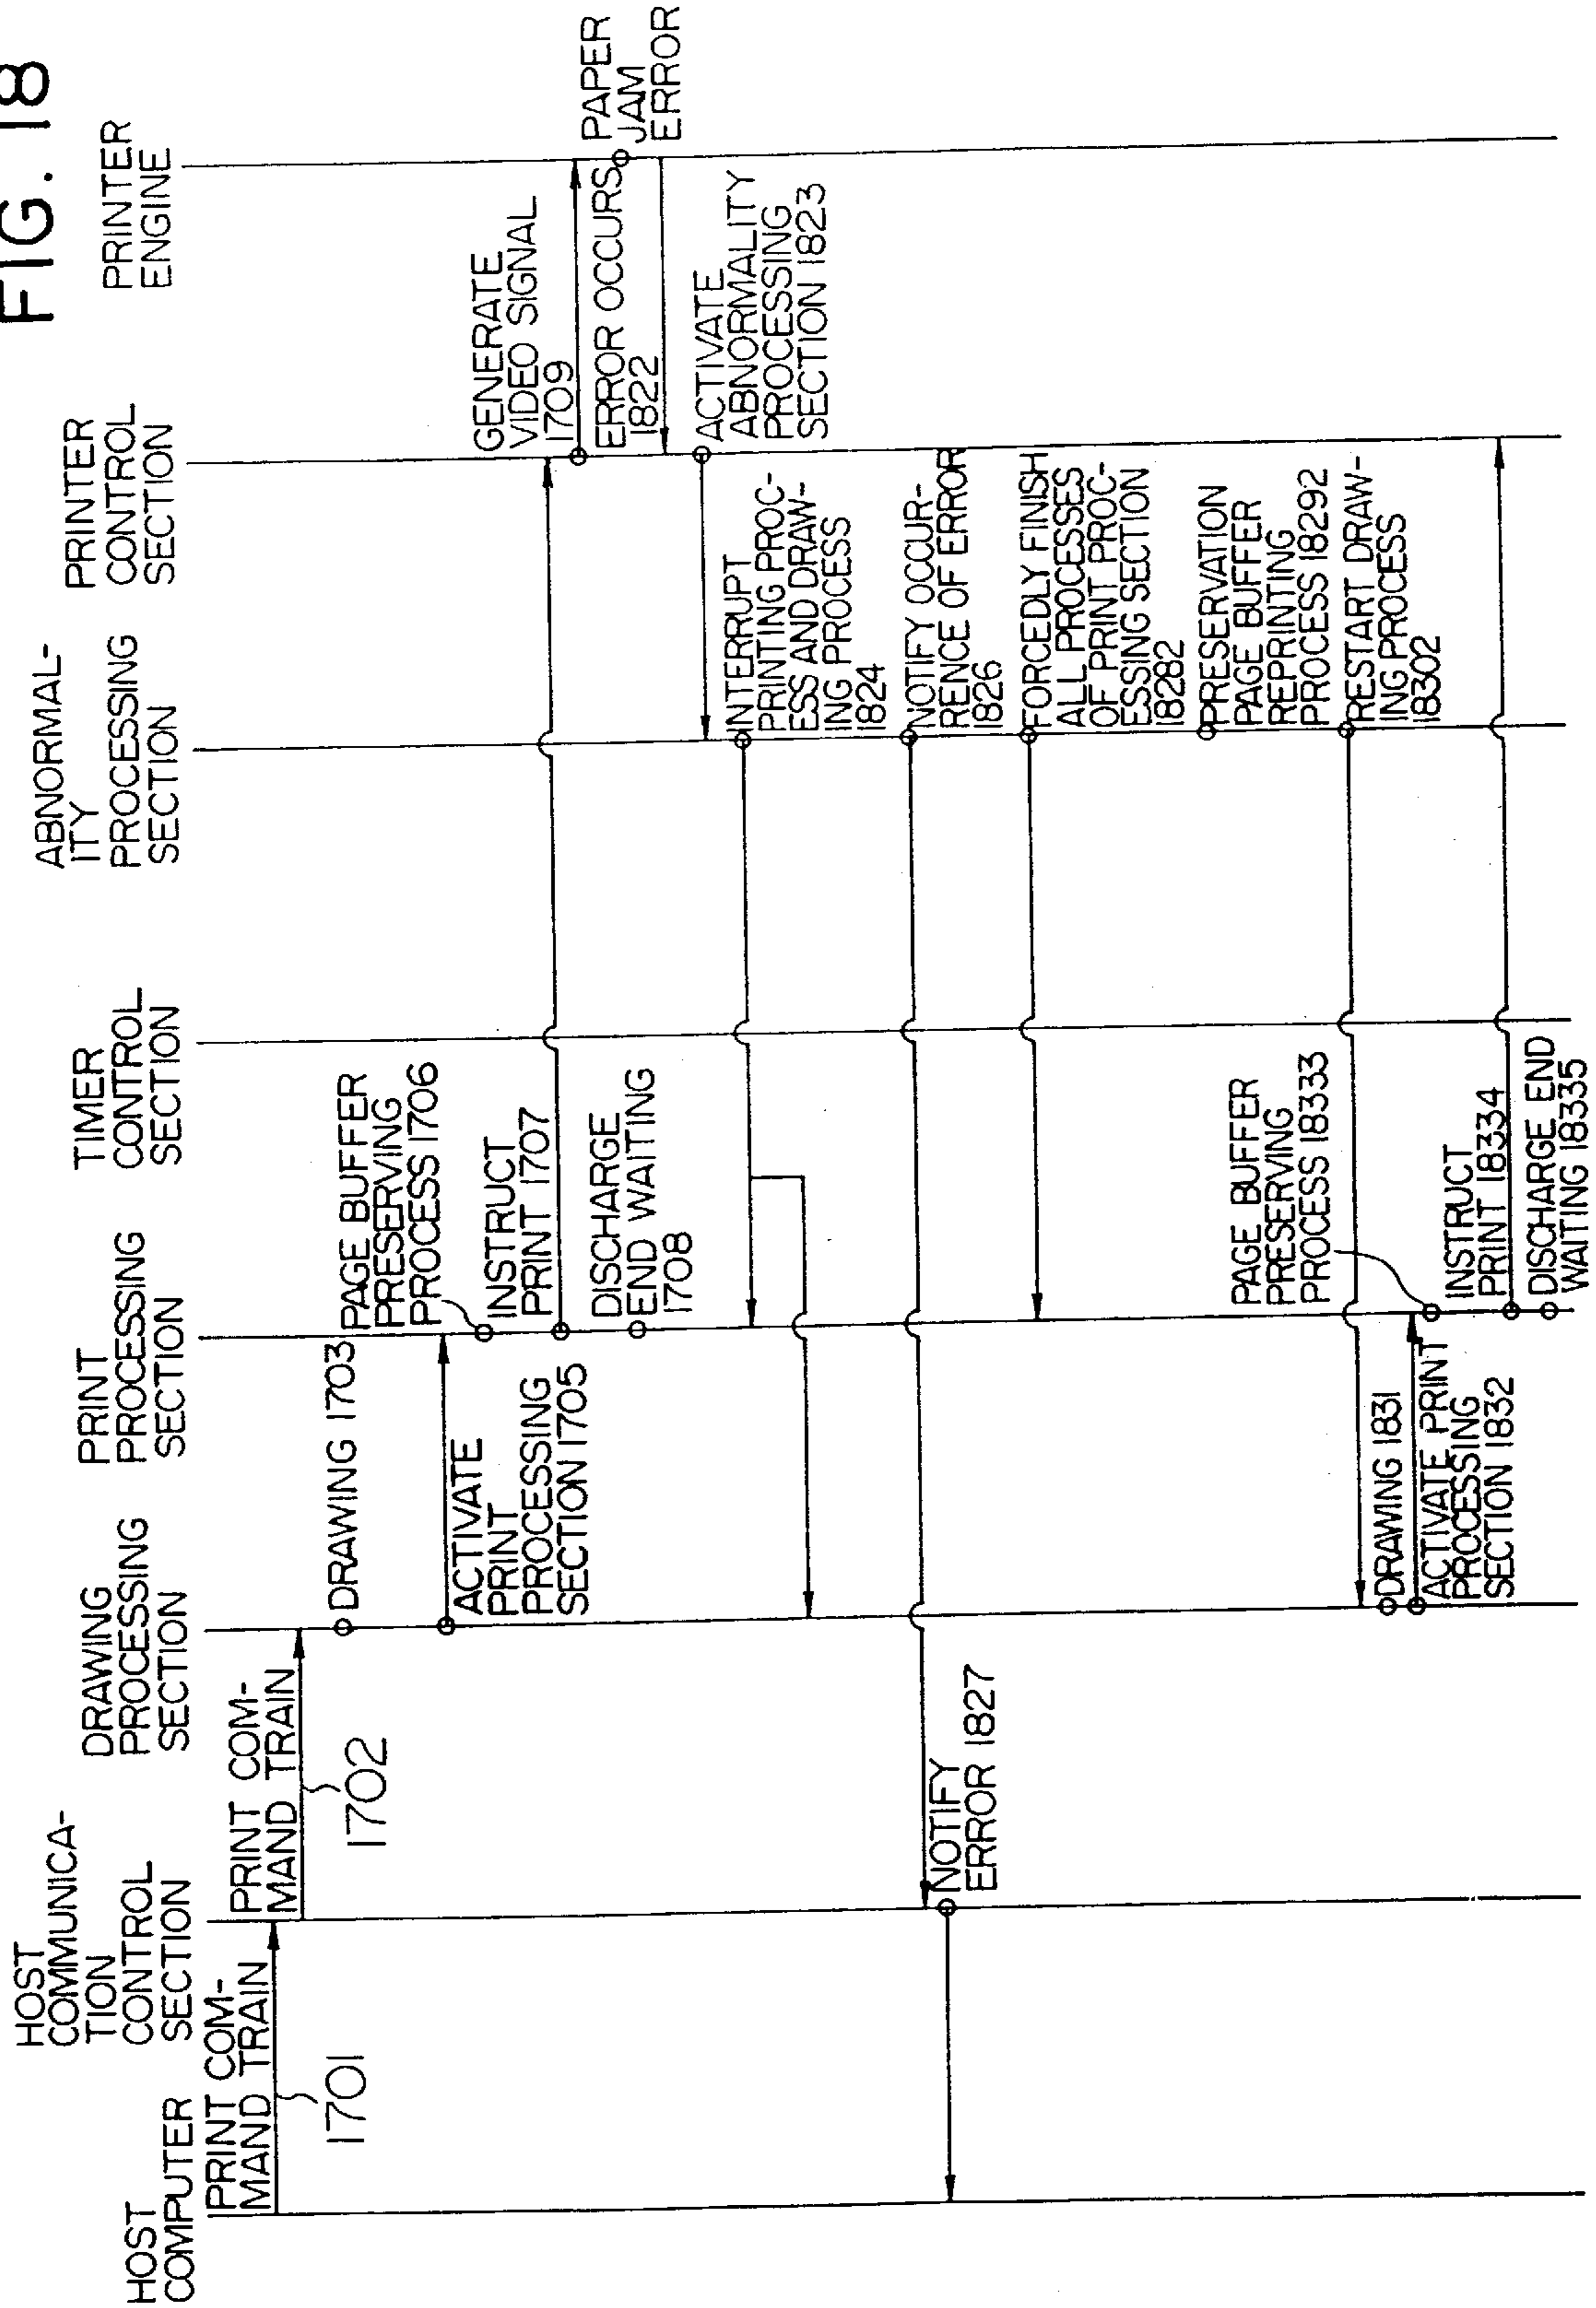 FIG. 18
HOST
COMPUTER
HOST
COMMUNICA-
TION
CONTROL
SECTION
DRAWING
PROCESSING
SECTION
PRINT
PROCESSING
SECTION
TIMER
CONTROL
SECTION
ABNORMAL-
ITY
PROCESSING
SECTION
PRINTER
CONTROL
SECTION
PRINTER
ENGINE
PRINT COM-
MAND TRAIN
1701
PRINT COM-
MAND TRAIN
1702
DRAWING 1703
ACTIVATE
PRINT
PROCESSING
SECTION 1705
PAGE BUFFER
PRESERVING
PROCESS 1706
INSTRUCT
PRINT 1707
DISCHARGE
END WAITING
1708
GENERATE
VIDEO SIGNAL
1709
ERROR OCCURS
1822
PAPER
JAM
ERROR
ACTIVATE
ABNORMALITY
PROCESSING
SECTION 1823
INTERRUPT
PRINTING PROC-
ESS AND DRAW-
ING PROCESS
1824
NOTIFY OCCUR-
RENCE OF ERROR
1826
NOTIFY
ERROR 1827
FORCEDLY FINISH
ALL PROCESSES
OF PRINT PROC-
ESSING SECTION
18282
PRESERVATION
PAGE BUFFER
REPRINTING
PROCESS 18292
RESTART DRAW-
ING PROCESS
18302
DRAWING 1831
ACTIVATE PRINT
PROCESSING
SECTION 1832
PAGE BUFFER
PRESERVING
PROCESS 18333
INSTRUCT
PRINT 18334
DISCHARGE END
WAITING 18335